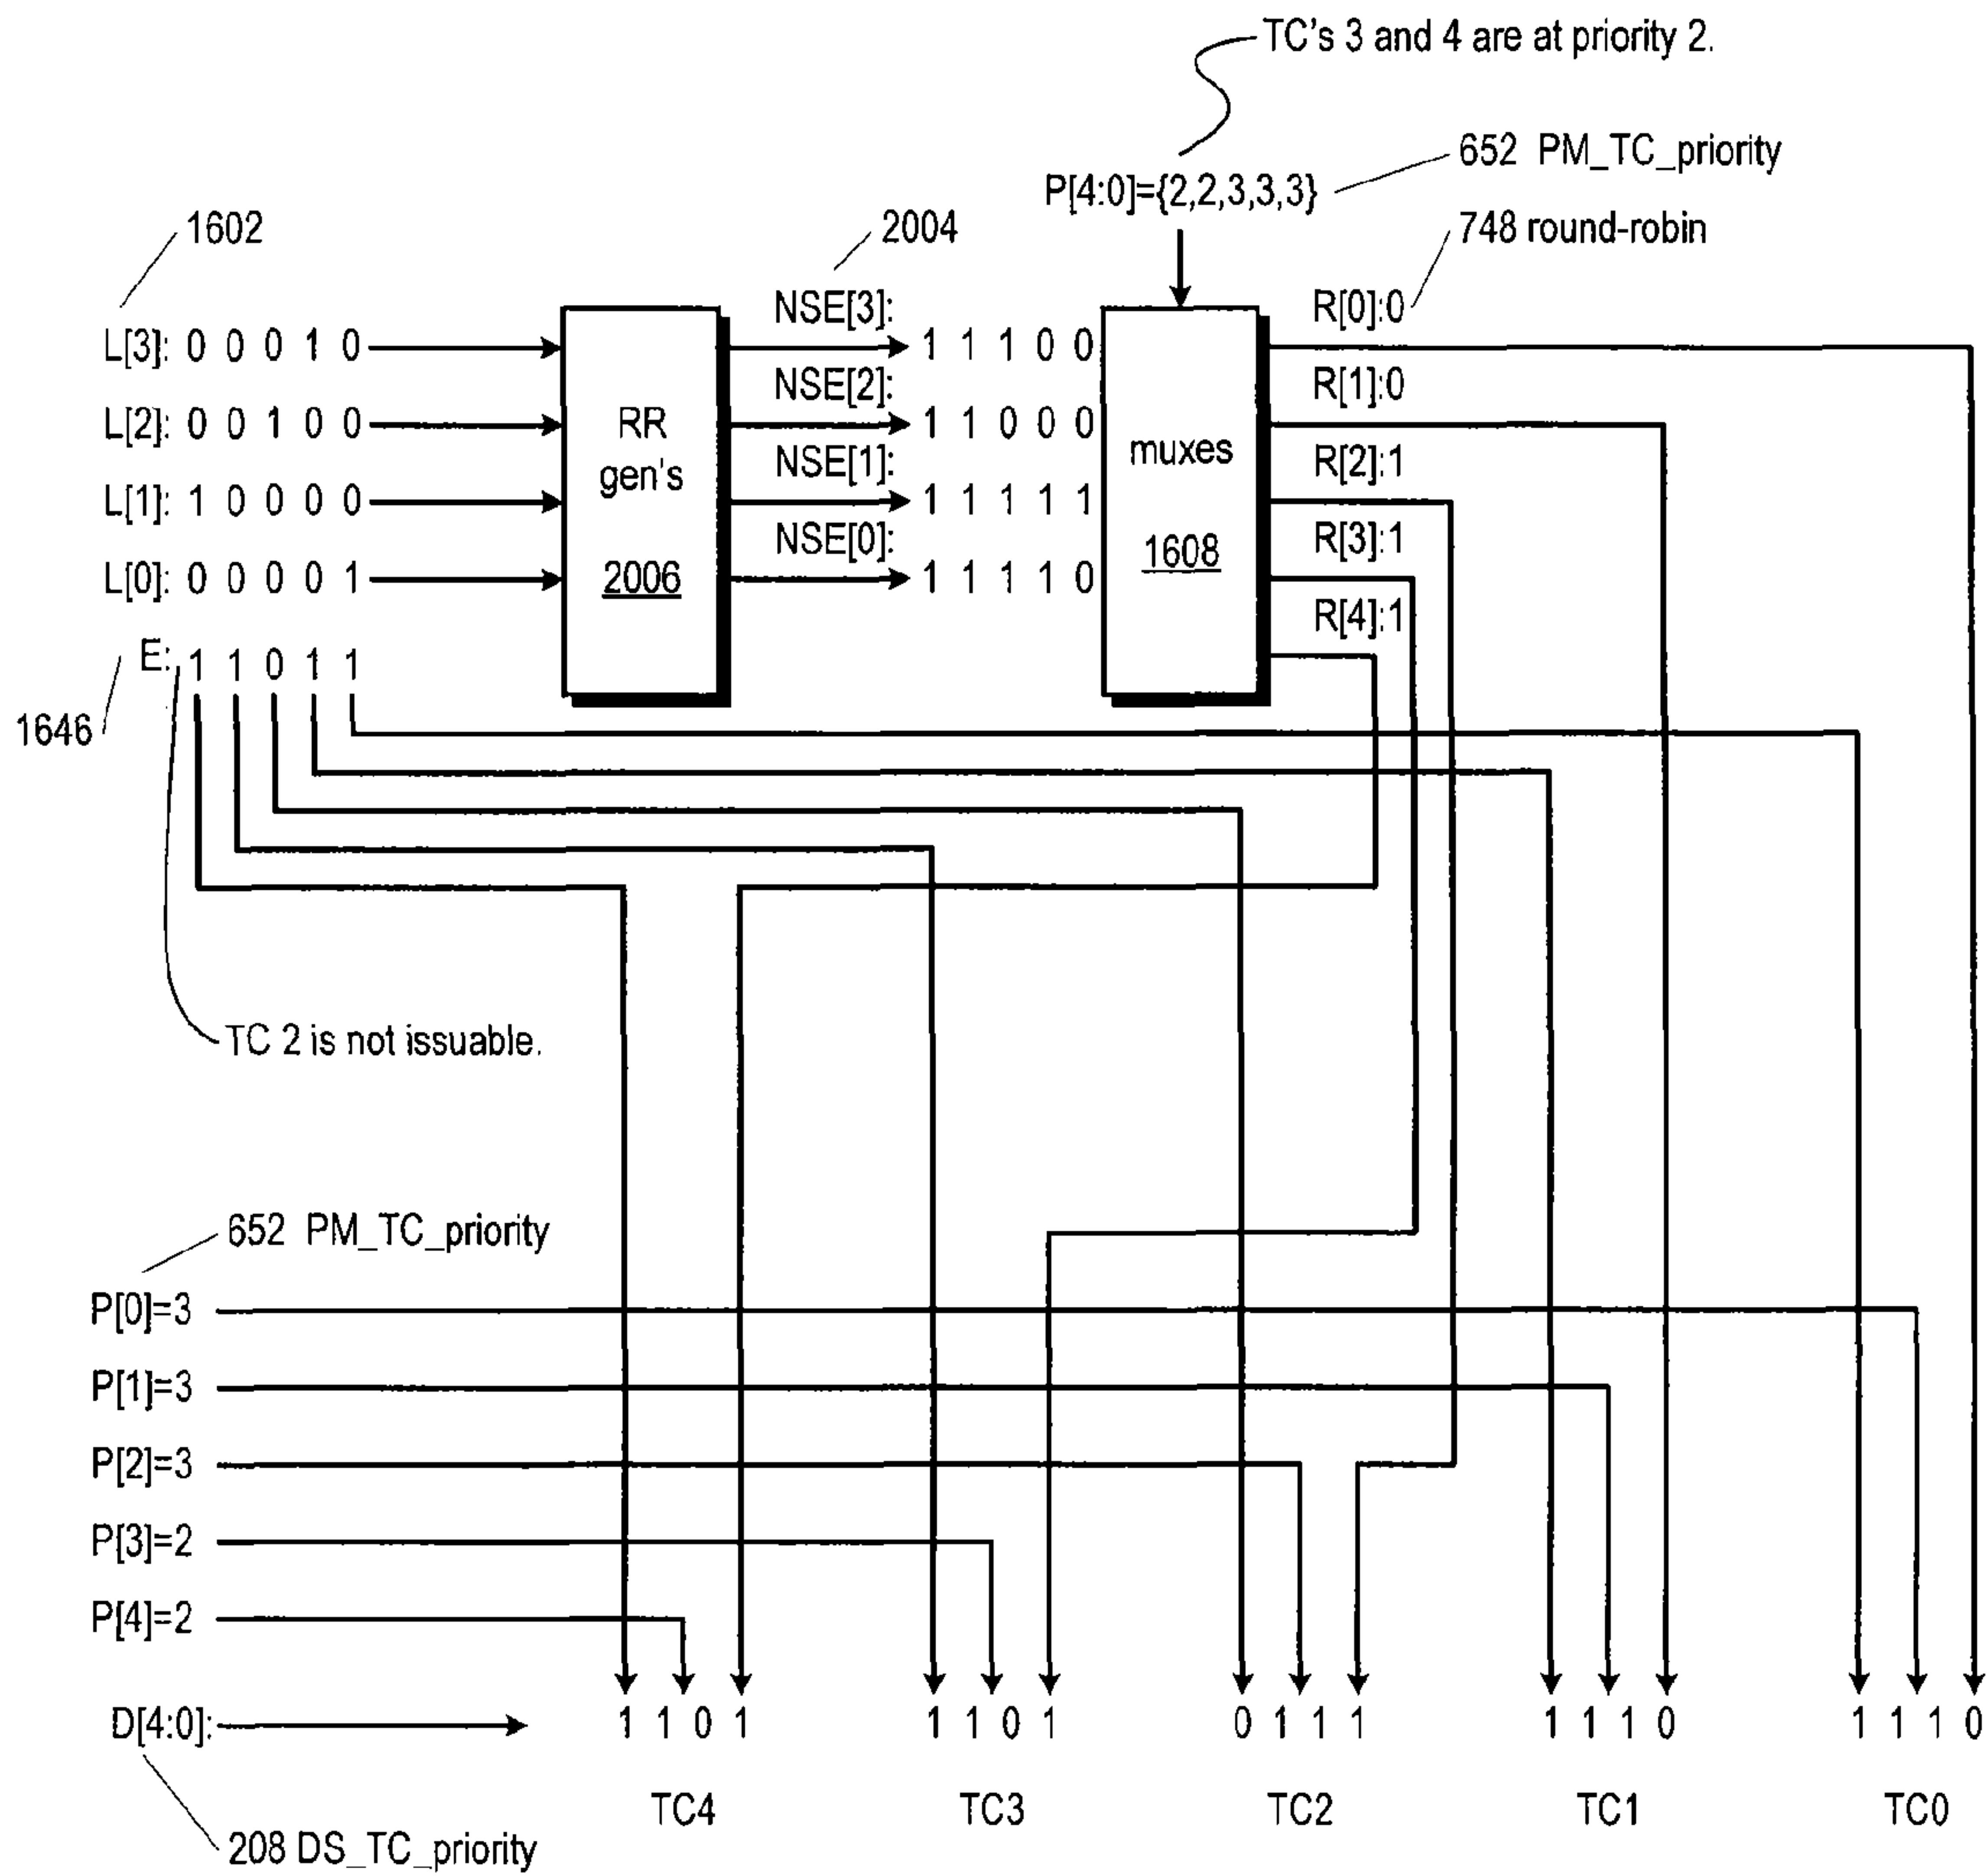 TC's 3 and 4 are at priority 2.
652 PM_TC_priority
P[4:0]={2,2,3,3,3}
1602
2004
748 round-robin
NSE[3]:
R[0]:0
L[3]: 0 0 0 1 0
1 1 1 0 0
NSE[2]:
R[1]:0
L[2]: 0 0 1 0 0
RR
1 1 0 0 0
muxes
gen's
NSE[1]:
R[2]:1
L[1]: 1 0 0 0 0
1 1 1 1 1
NSE[0]:
R[3]:1
1608
L[0]: 0 0 0 0 1
2006
1 1 1 1 0
R[4]:1
E: 1 1 0 1 1
1646
TC 2 is not issuable.
652 PM_TC_priority
P[0]=3
P[1]=3
P[2]=3
P[3]=2
P[4]=2
D[4:0]: 1 1 0 1 1 1 0 1 0 1 1 1 1 1 1 0 1 1 1 0
TC4 TC3 TC2 TC1 TC0
208 DS_TC_priority